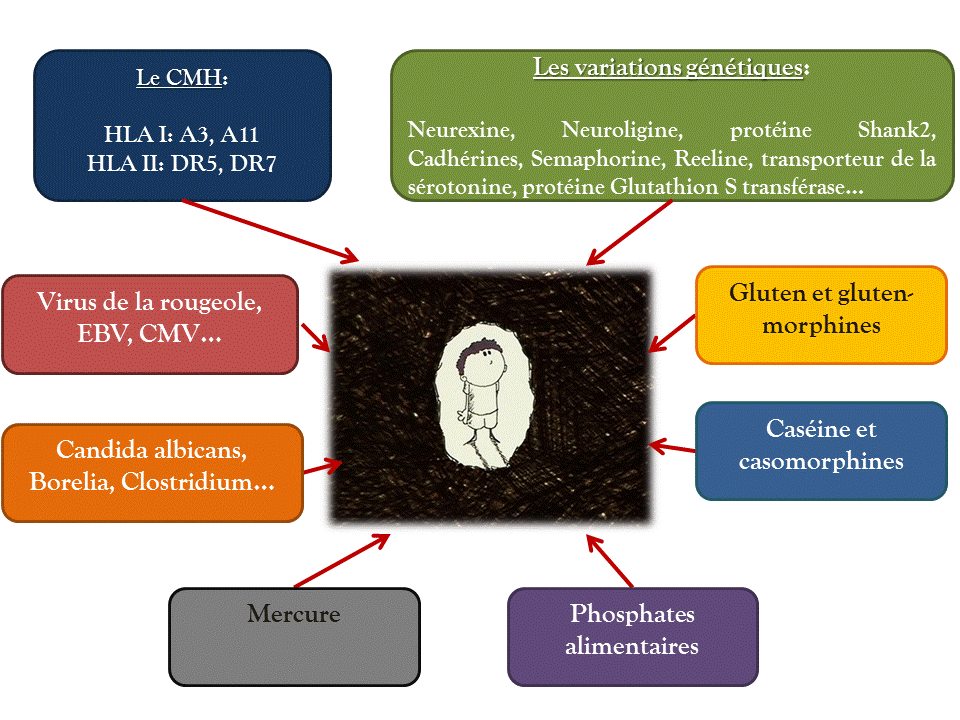 Le CMH:
HLA I: A3, A11
HLA II: DR5, DR7
Les variations génétiques:
Neurexine, Neuroligine, protéine Shank2,
Cadhérines, Semaphorine, Reeline, transporteur de la
sérotonine, protéine Glutathion S transférase...
Virus de la rougeole,
EBV, CMV...
Gluten et gluten-
morphines
Candida albicans,
Borelia, Clostridium...
Caséine et
casomorphines
Mercure
Phosphates
alimentaires